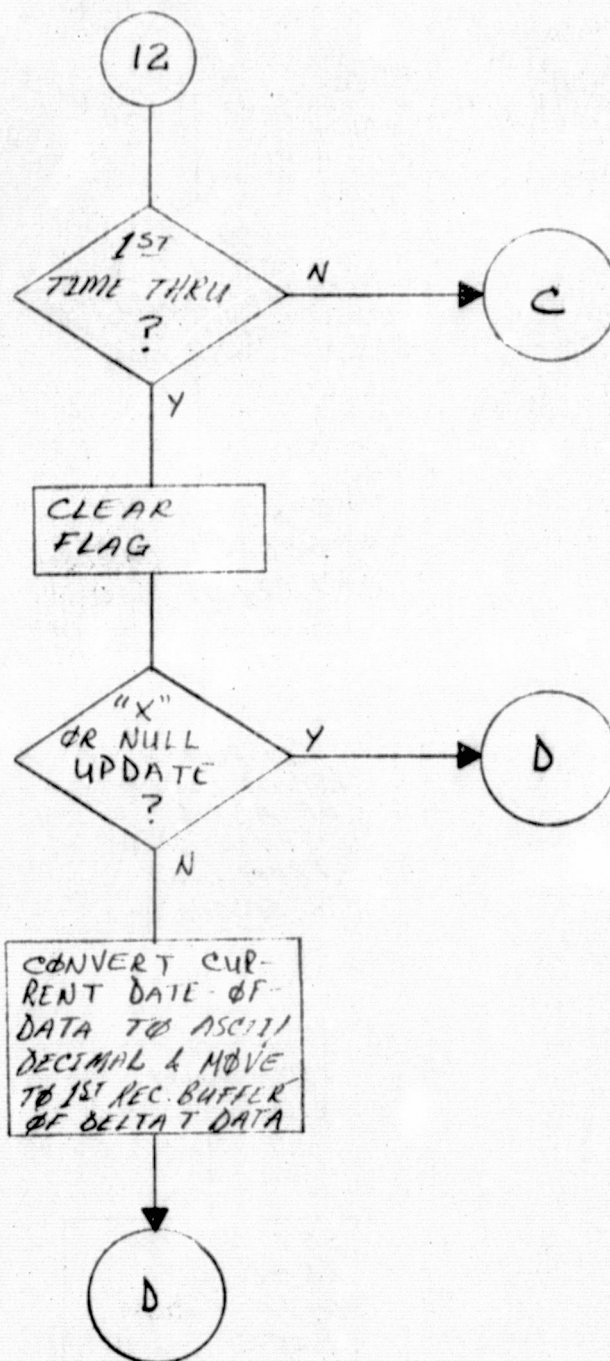 12
1ST
TIME THRU
?
N
C
Y
CLEAR
FLAG
"X"
ØR NULL
UPDATE
?
Y
D
N
CØNVERT CUR-
RENT DATE ØF
DATA TØ ASCII
DECIMAL & MØVE
TØ 1ST REC. BUFFER
ØF DELTA T DATA
D